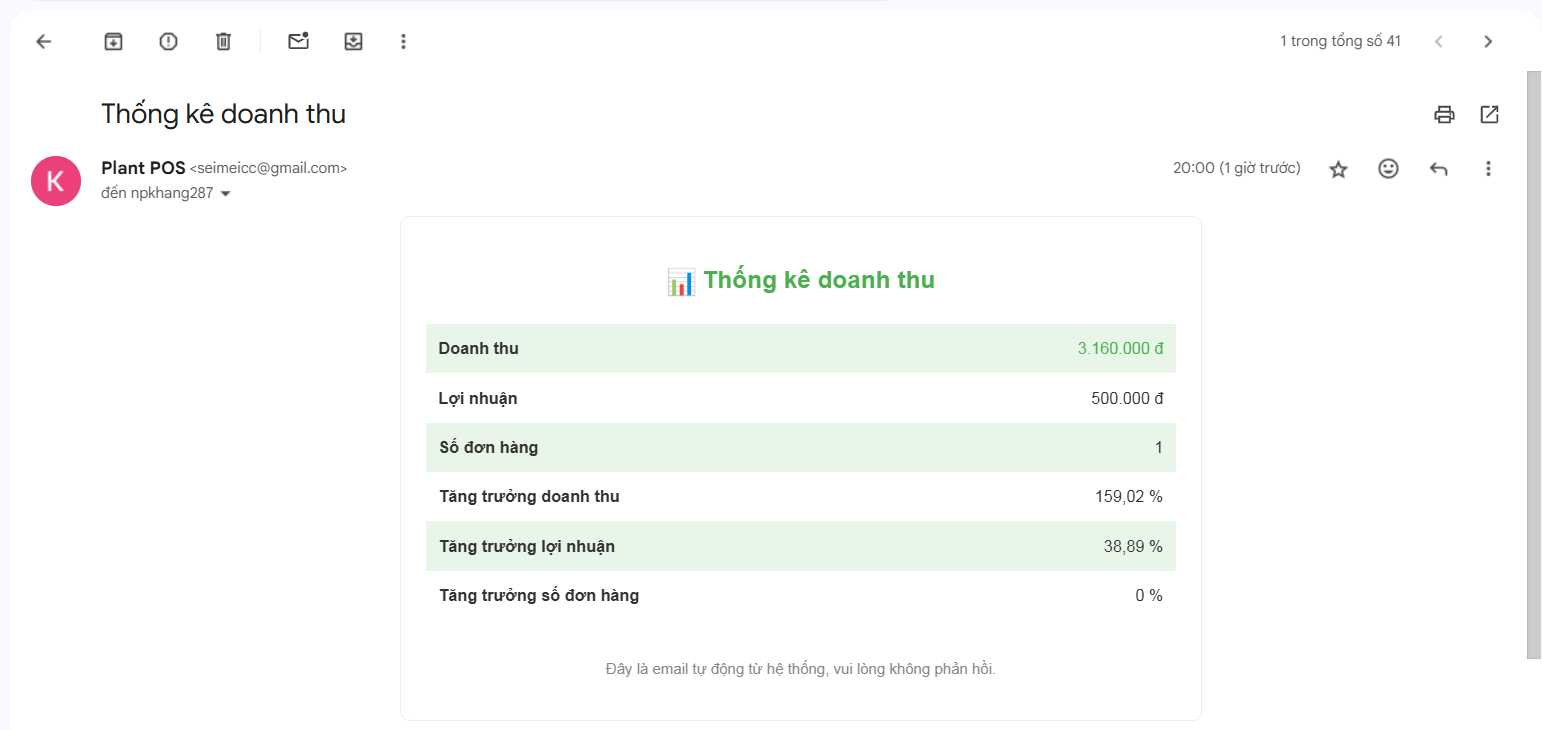 1 trong tổng số 41
Thống kê doanh thu
K
Plant POS <seimeicc@gmail.com>
20:00 (1 giờ trước)
đến npkhang287
📊 Thống kê doanh thu
Doanh thu 3.160.000 đ
Lợi nhuận 500.000 đ
Số đơn hàng 1
Tăng trưởng doanh thu 159,02 %
Tăng trưởng lợi nhuận 38,89 %
Tăng trưởng số đơn hàng 0 %
Đây là email tự động từ hệ thống, vui lòng không phản hồi.